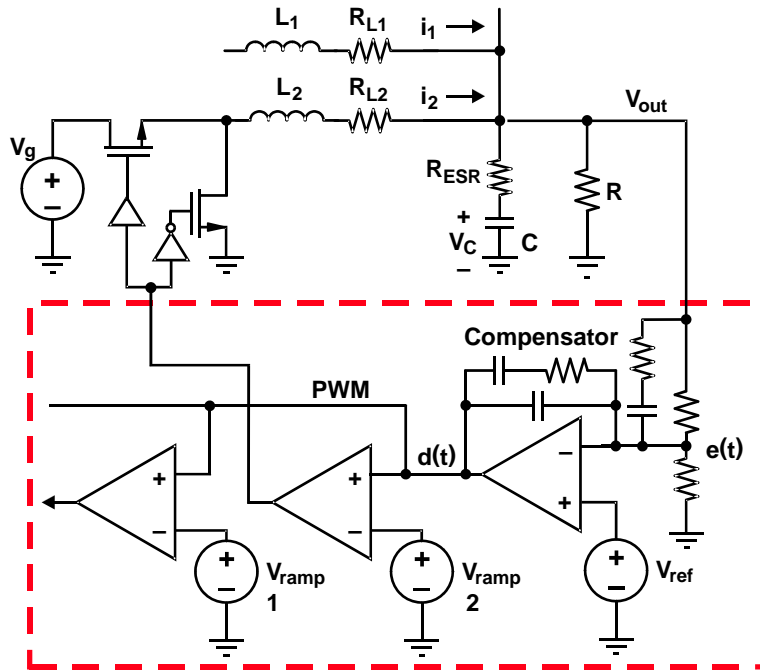 L1 RL1 i1
L2 RL2 i2
Vout
Vg
+
−
RESR
R
+
VC
−
C
Compensator
PWM
d(t)
e(t)
+
−
+
−
−
+
+
−
Vramp
1
+
−
Vramp
2
+
−
Vref